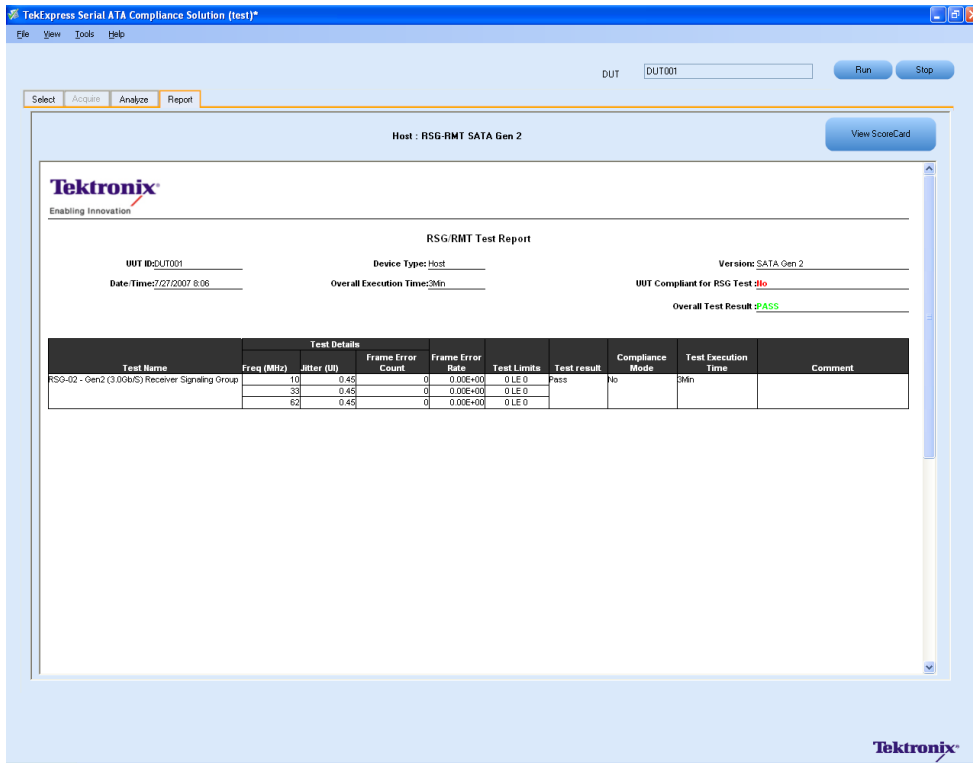 TekExpress Serial ATA Compliance Solution (test)*
File View Tools Help
DUT DUT001 Run Stop
Select Acquire Analyze Report
Host : RSG-RMT SATA Gen 2 View ScoreCard
Tektronix
Enabling Innovation
RSG/RMT Test Report
UUT ID:DUT001 Device Type: Host Version: SATA Gen 2
Date/Time:7/27/2007 8:06 Overall Execution Time:3Min UUT Compliant for RSG Test :No
Overall Test Result :PASS
Test Details
Test Name Freq (MHz) Jitter (UI) Frame Error Count Frame Error Rate Test Limits Test result Compliance Mode Test Execution Time Comment
RSG-02 - Gen2 (3.0Gb/S) Receiver Signaling Group 10 0.45 0 0.00E+00 0 LE 0 Pass No 3Min
33 0.45 0 0.00E+00 0 LE 0
62 0.45 0 0.00E+00 0 LE 0
Tektronix